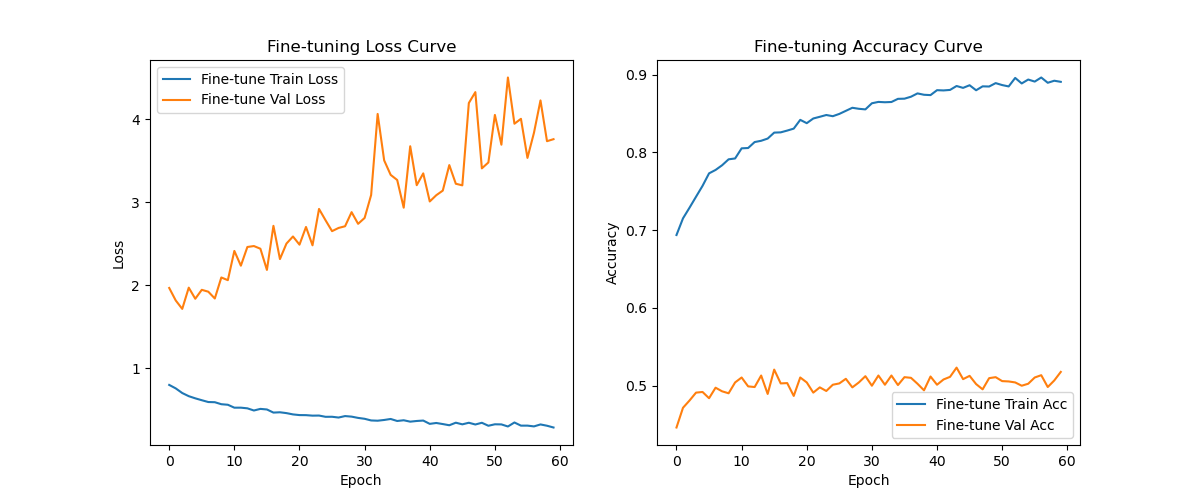 Fine-tuning Loss Curve
Fine-tune Train Loss
Fine-tune Val Loss
4
3
2
1
Loss
0 10 20 30 40 50 60
Epoch
Fine-tuning Accuracy Curve
0.9
0.8
0.7
0.6
0.5
Accuracy
Fine-tune Train Acc
Fine-tune Val Acc
0 10 20 30 40 50 60
Epoch